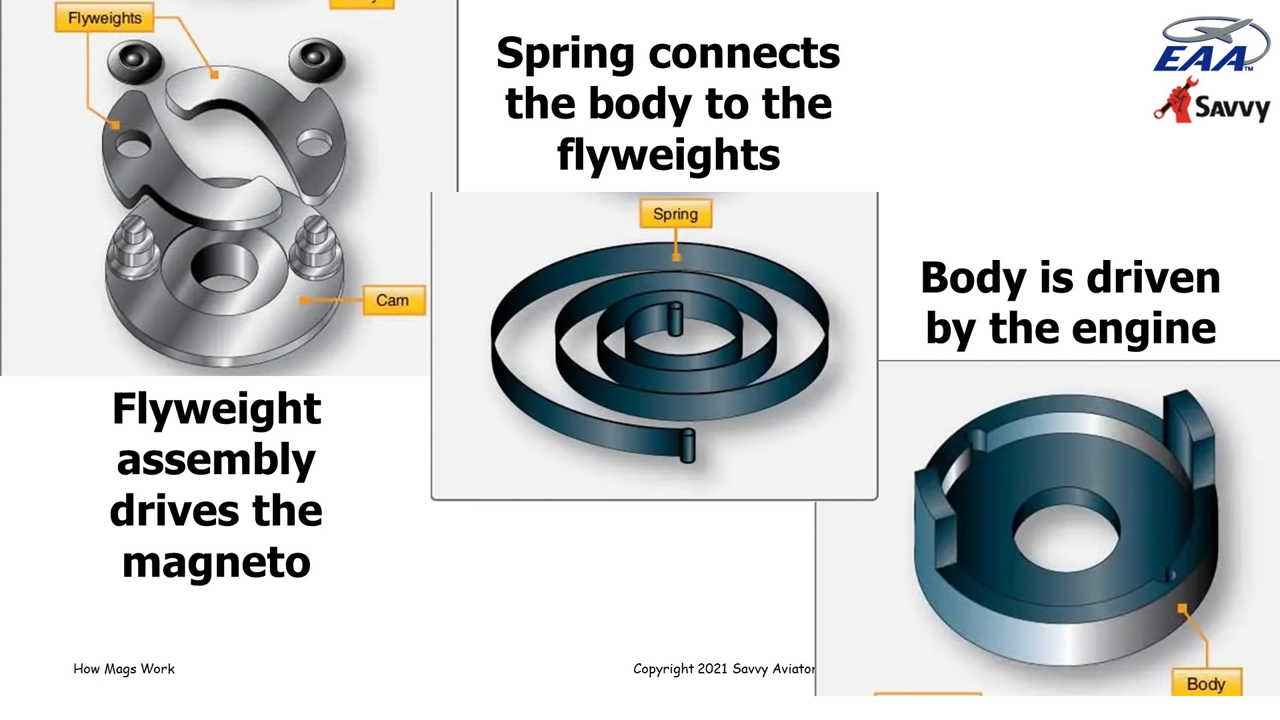 Flyweights
Spring connects
the body to the
flyweights
EAA™
SAVVY
Spring
Cam
Body is driven
by the engine
Flyweight
assembly
drives the
magneto
How Mags Work
Copyright 2021 Savvy Aviator
Body